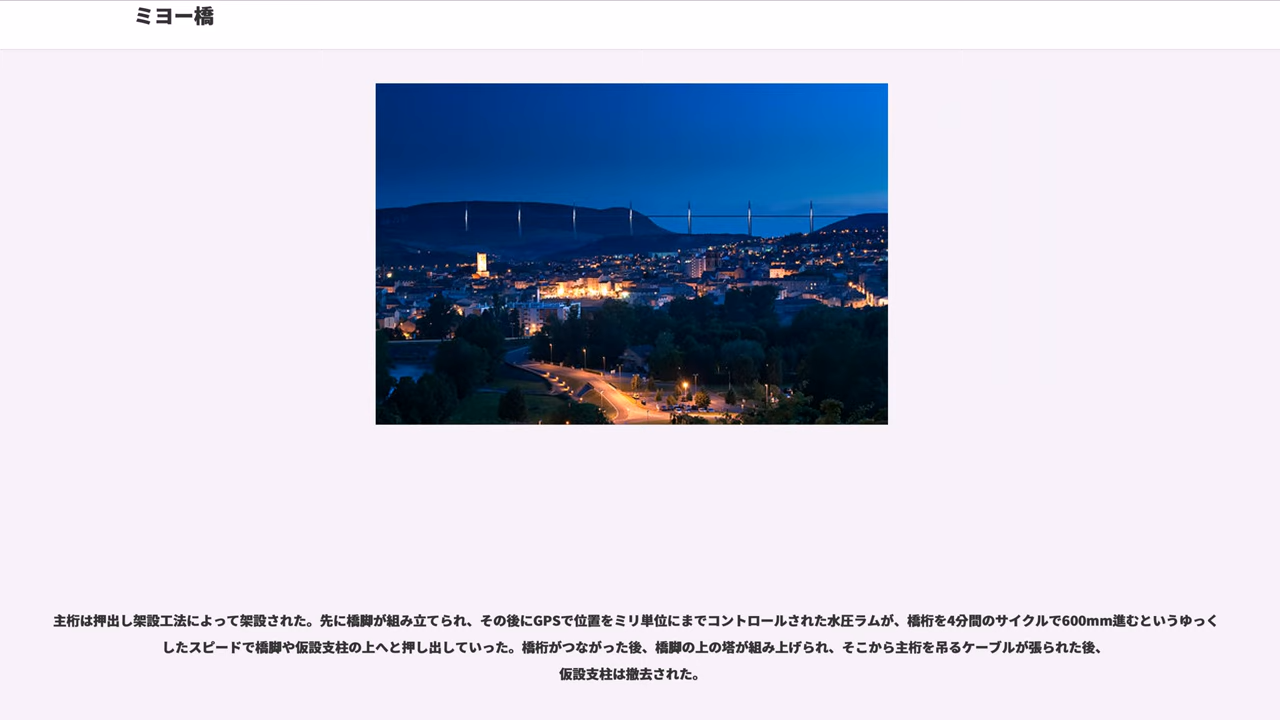 ミヨー橋
主桁は押出し架設工法によって架設された。先に橋脚が組み立てられ、その後にGPSで位置をミリ単位にまでコントロールされた水圧ラムが、橋桁を4分間のサイクルで600mm進むというゆっく
したスピードで橋脚や仮設支柱の上へと押し出していった。橋桁がつながった後、橋脚の上の塔が組み上げられ、そこから主桁を吊るケーブルが張られた後、
仮設支柱は撤去された。